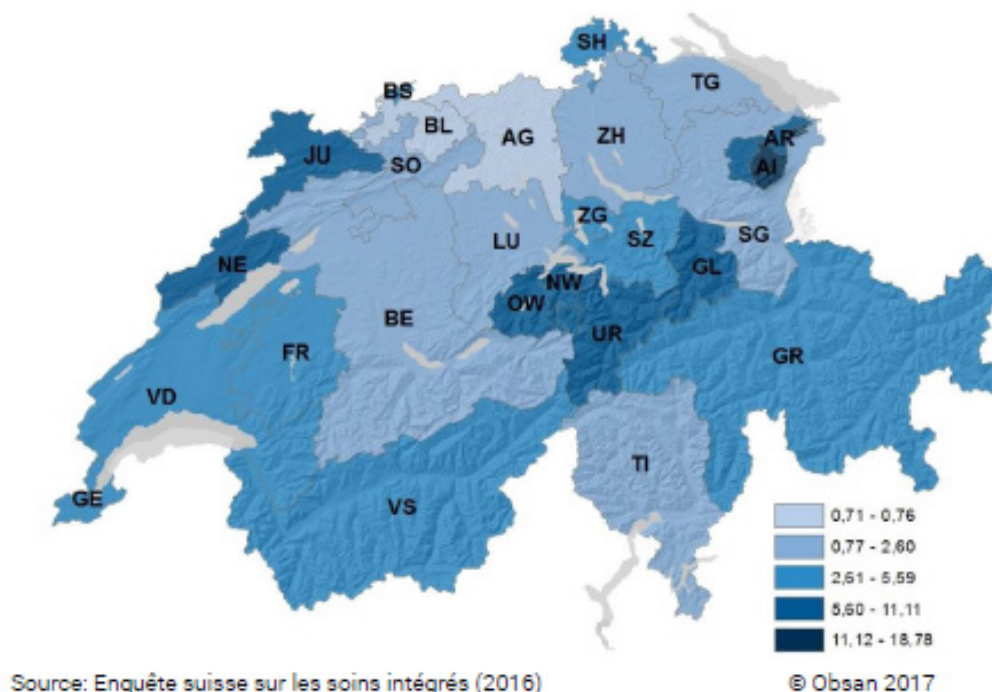 SH
BS
TG
BL
AG
ZH
AR
JU
SO
AI
ZG
LU
SZ
SG
NE
NW
GL
OW
BE
UR
FR
GR
VD
TI
GE
VS
0,71 - 0,76
0,77 - 2,60
2,61 - 5,59
5,60 - 11,11
11,12 - 18,78
Source: Enquête suisse sur les soins intégrés (2016)
© Obsan 2017